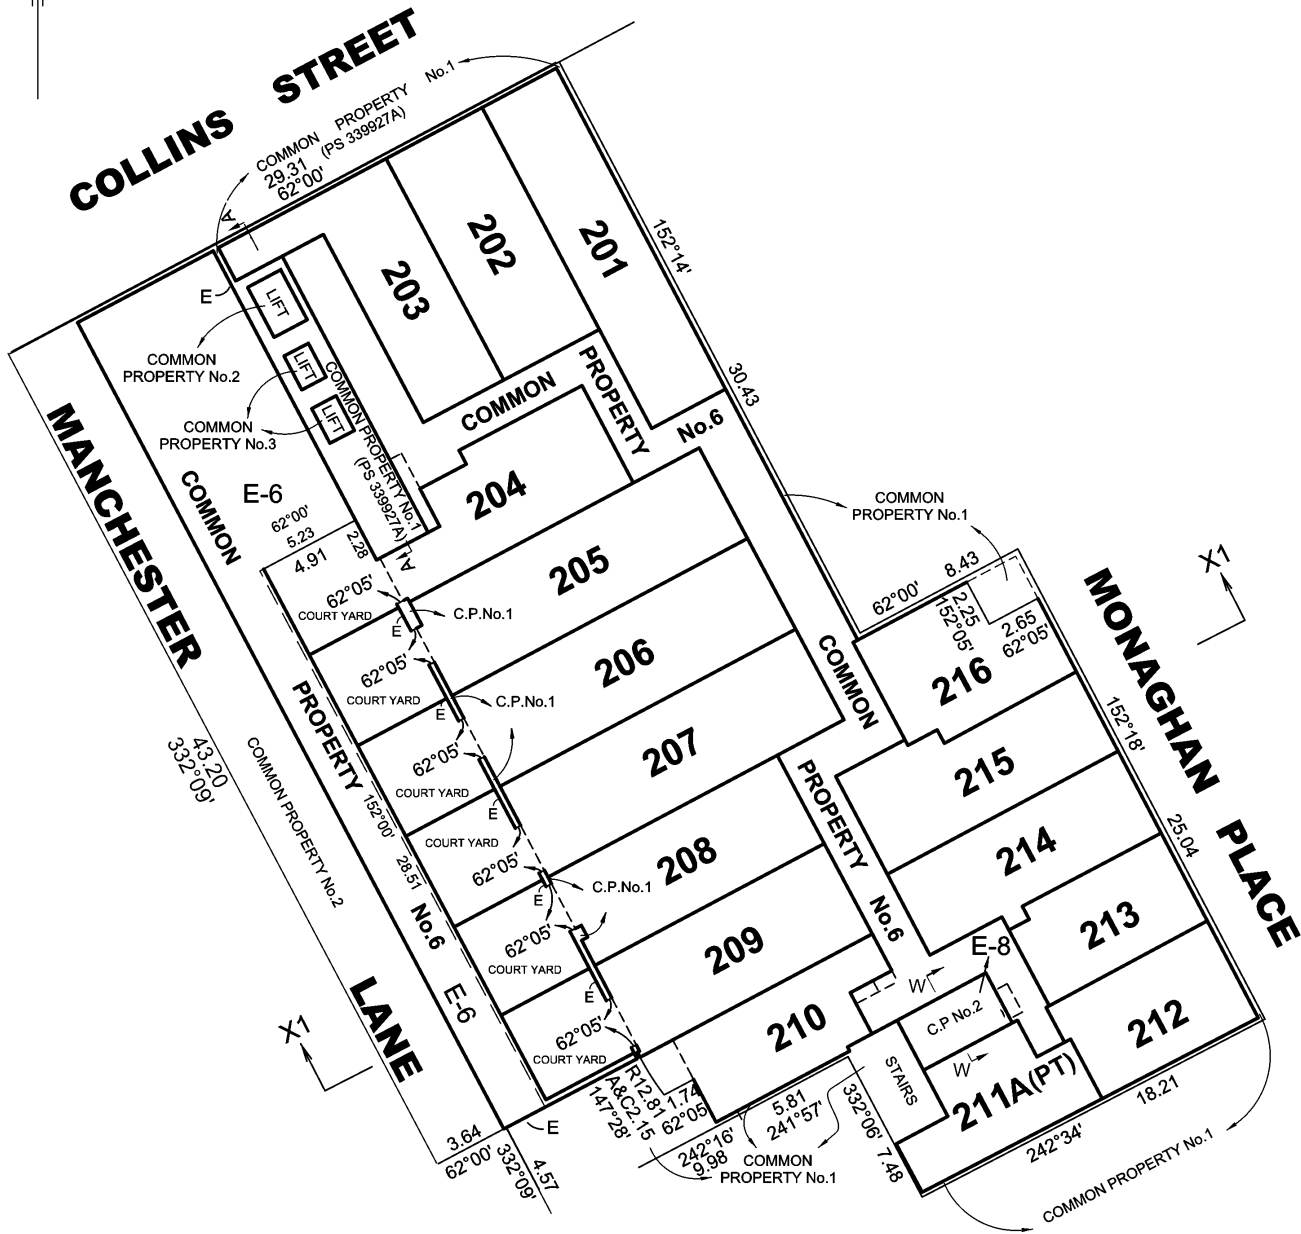 COLLINS STREET
COMMON PROPERTY No.1
(PS 339927A)
29.31
62°00'
A
E
LIFT
LIFT
LIFT
COMMON
PROPERTY No.2
COMMON
PROPERTY No.3
COMMON PROPERTY No.1
(PS 339927A)
A
203
202
201
152°14'
30.43
COMMON
PROPERTY
No.6
204
205
206
207
208
209
210
MANCHESTER
LANE
COMMON
PROPERTY
No.6
E-6
E-6
62°00'
5.23
4.91
2.28
62°05'
COURT YARD
E
C.P.No.1
62°05'
COURT YARD
E
C.P.No.1
62°05'
COURT YARD
E
62°05'
COURT YARD
E
C.P.No.1
62°05'
COURT YARD
E
62°05'
COURT YARD
152°00'
28.51
43.20
332°09'
COMMON PROPERTY No.2
X1
3.64
62°00'
332°09'
4.57
E
R12.81
A&C2.15
147°28'
1.74
62°05'
242°16'
9.98
5.81
241°57'
COMMON
PROPERTY No.1
332°06'
7.48
COMMON
PROPERTY No.1
8.43
62°00'
2.25
152°05'
2.65
62°05'
X1
COMMON
PROPERTY
No.6
216
215
214
213
212
211A(PT)
MONAGHAN PLACE
152°18'
25.04
E-8
W
C.P No.2
W
STAIRS
18.21
242°34'
COMMON PROPERTY No.1